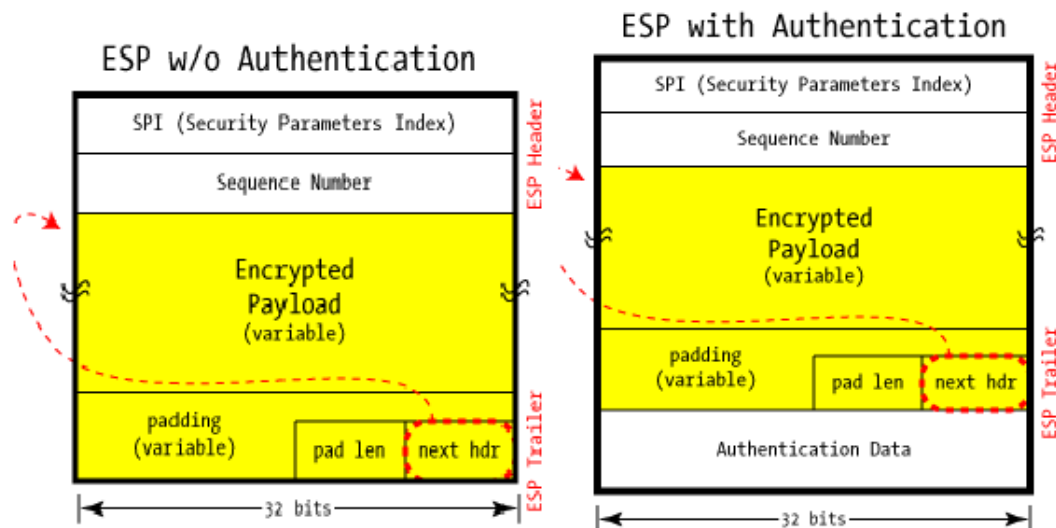 ESP w/o Authentication
SPI (Security Parameters Index)
Sequence Number
ESP Header
Encrypted
Payload
(variable)
padding
(variable)
pad len
next hdr
ESP Trailer
32 bits
ESP with Authentication
SPI (Security Parameters Index)
Sequence Number
ESP Header
Encrypted
Payload
(variable)
padding
(variable)
pad len
next hdr
ESP Trailer
Authentication Data
32 bits